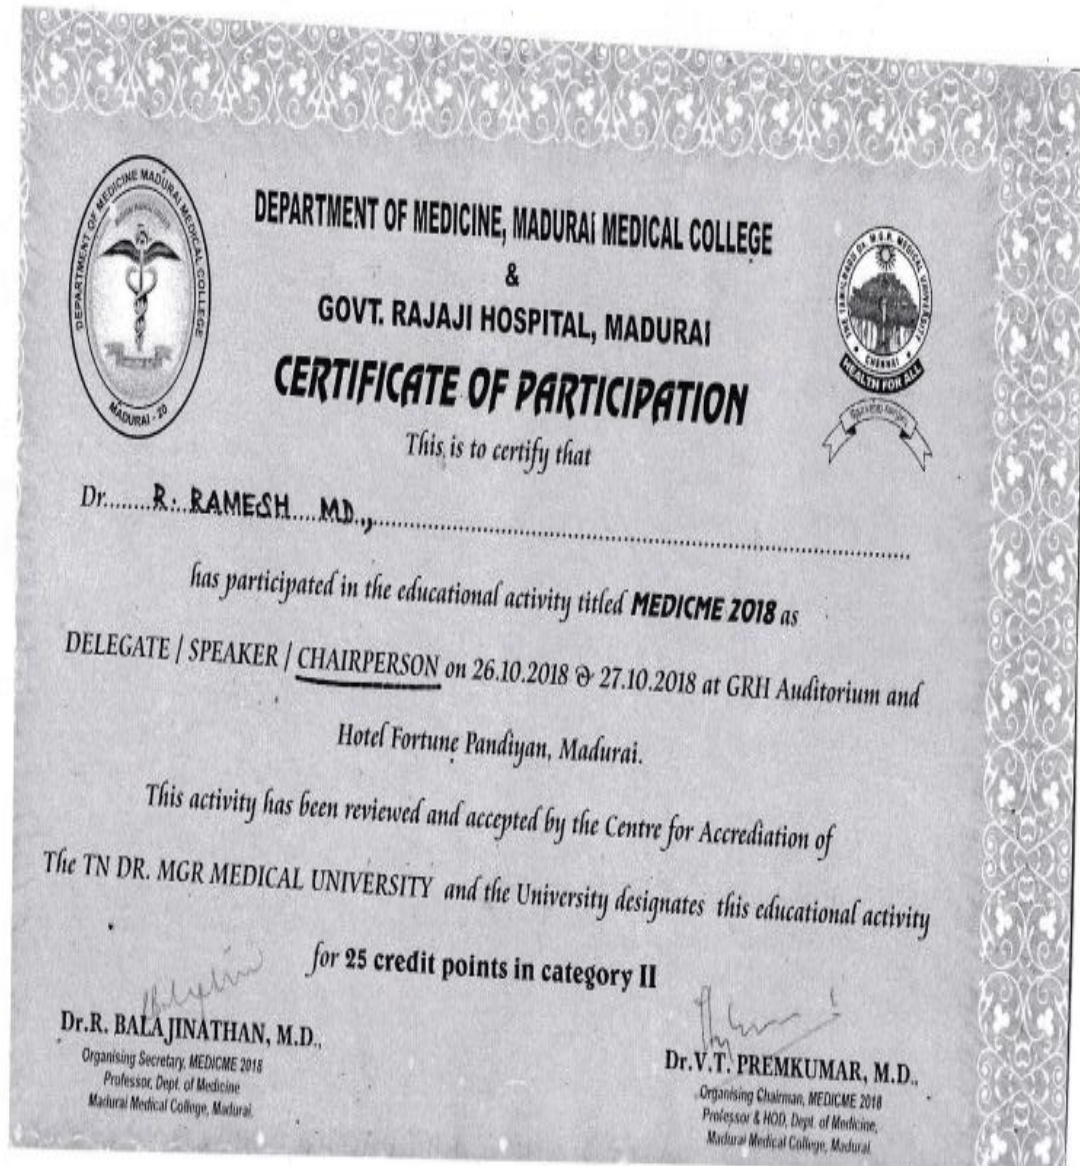 DEPARTMENT OF MEDICINE MADURAI MEDICAL COLLEGE
MADURAI - 20
THE TAMILNADU DR. M.G.R. MEDICAL UNIVERSITY
CHENNAI
HEALTH FOR ALL
DEPARTMENT OF MEDICINE, MADURAI MEDICAL COLLEGE
&
GOVT. RAJAJI HOSPITAL, MADURAI
CERTIFICATE OF PARTICIPATION
This is to certify that
Dr........R. RAMESH....MD.,................................................................................
has participated in the educational activity titled MEDICME 2018 as
DELEGATE / SPEAKER / CHAIRPERSON on 26.10.2018 & 27.10.2018 at GRH Auditorium and
Hotel Fortune Pandiyan, Madurai.
This activity has been reviewed and accepted by the Centre for Accrediation of
The TN DR. MGR MEDICAL UNIVERSITY and the University designates this educational activity
for 25 credit points in category II
Dr.R. BALAJINATHAN, M.D.,
Organising Secretary, MEDICME 2018
Professor, Dept. of Medicine
Madurai Medical College, Madurai.
Dr.V.T. PREMKUMAR, M.D.,
Organising Chairman, MEDICME 2018
Professor & HOD, Dept. of Medicine,
Madurai Medical College, Madurai.